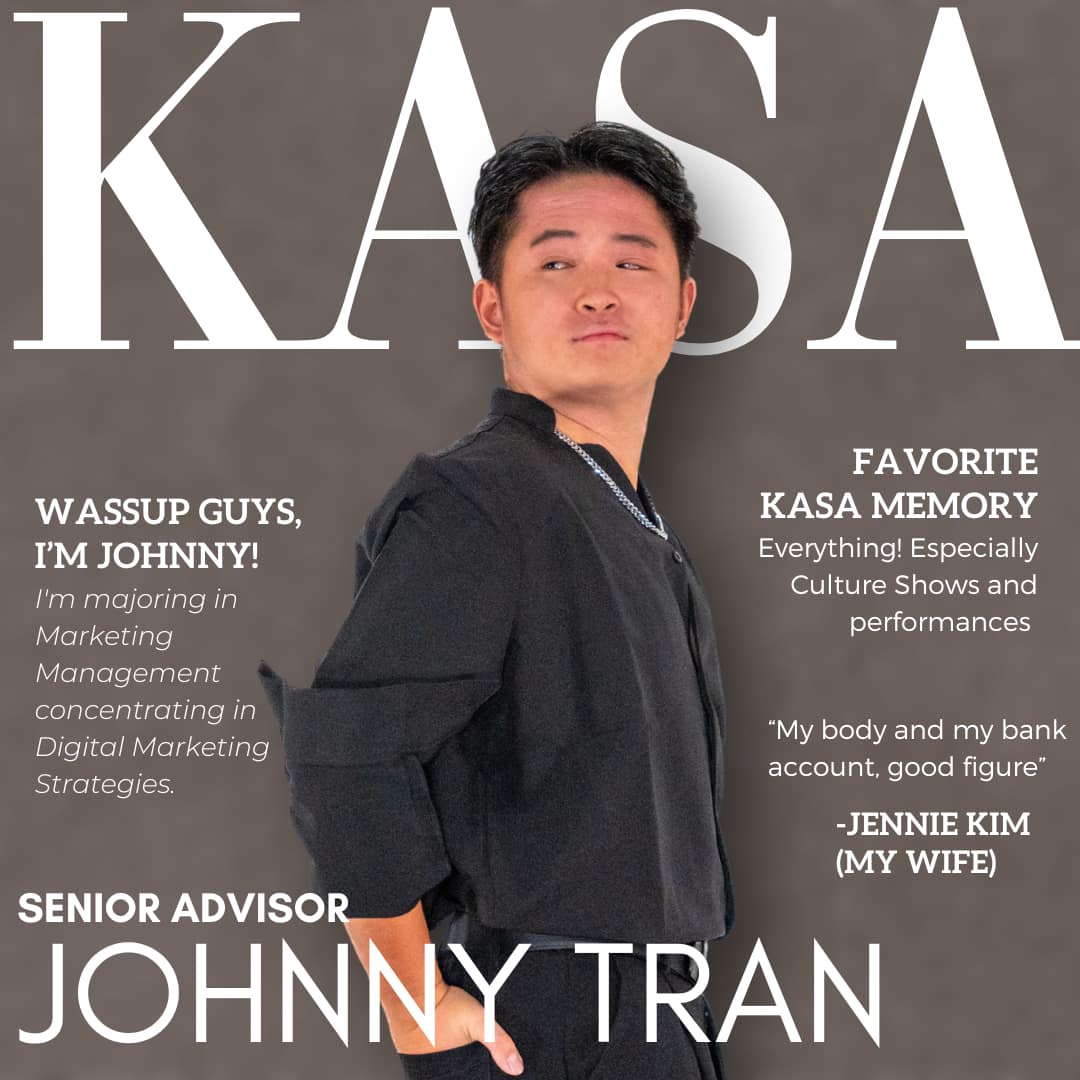 KASA
WASSUP GUYS,
I’M JOHNNY!
I'm majoring in
Marketing
Management
concentrating in
Digital Marketing
Strategies.
FAVORITE
KASA MEMORY
Everything! Especially
Culture Shows and
performances
“My body and my bank
account, good figure”
-JENNIE KIM
(MY WIFE)
SENIOR ADVISOR
JOHNNY TRAN